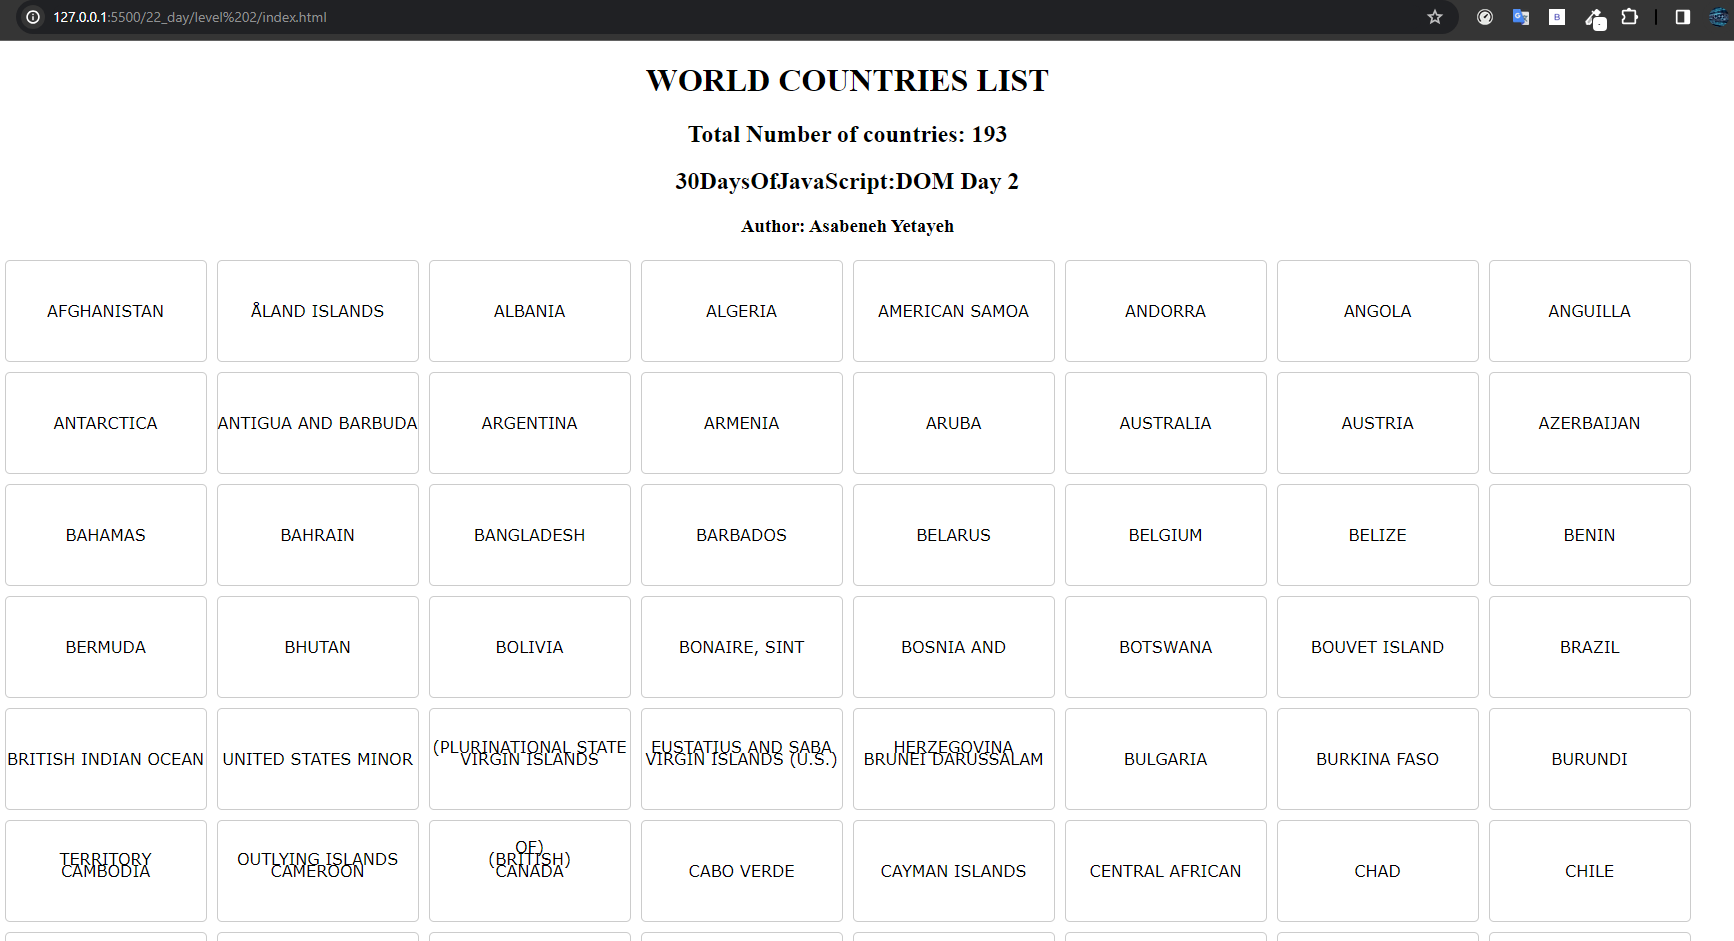 127.0.0.1:5500/22_day/level%202/index.html
WORLD COUNTRIES LIST
Total Number of countries: 193
30DaysOfJavaScript:DOM Day 2
Author: Asabeneh Yetayeh
AFGHANISTAN
ÅLAND ISLANDS
ALBANIA
ALGERIA
AMERICAN SAMOA
ANDORRA
ANGOLA
ANGUILLA
ANTARCTICA
ANTIGUA AND BARBUDA
ARGENTINA
ARMENIA
ARUBA
AUSTRALIA
AUSTRIA
AZERBAIJAN
BAHAMAS
BAHRAIN
BANGLADESH
BARBADOS
BELARUS
BELGIUM
BELIZE
BENIN
BERMUDA
BHUTAN
BOLIVIA
BONAIRE, SINT
BOSNIA AND
BOTSWANA
BOUVET ISLAND
BRAZIL
BRITISH INDIAN OCEAN
UNITED STATES MINOR
(PLURINATIONAL STATE
VIRGIN ISLANDS
EUSTATIUS AND SABA
VIRGIN ISLANDS (U.S.)
HERZEGOVINA
BRUNEI DARUSSALAM
BULGARIA
BURKINA FASO
BURUNDI
TERRITORY
CAMBODIA
OUTLYING ISLANDS
CAMEROON
OF)
(BRITISH)
CANADA
CABO VERDE
CAYMAN ISLANDS
CENTRAL AFRICAN
CHAD
CHILE